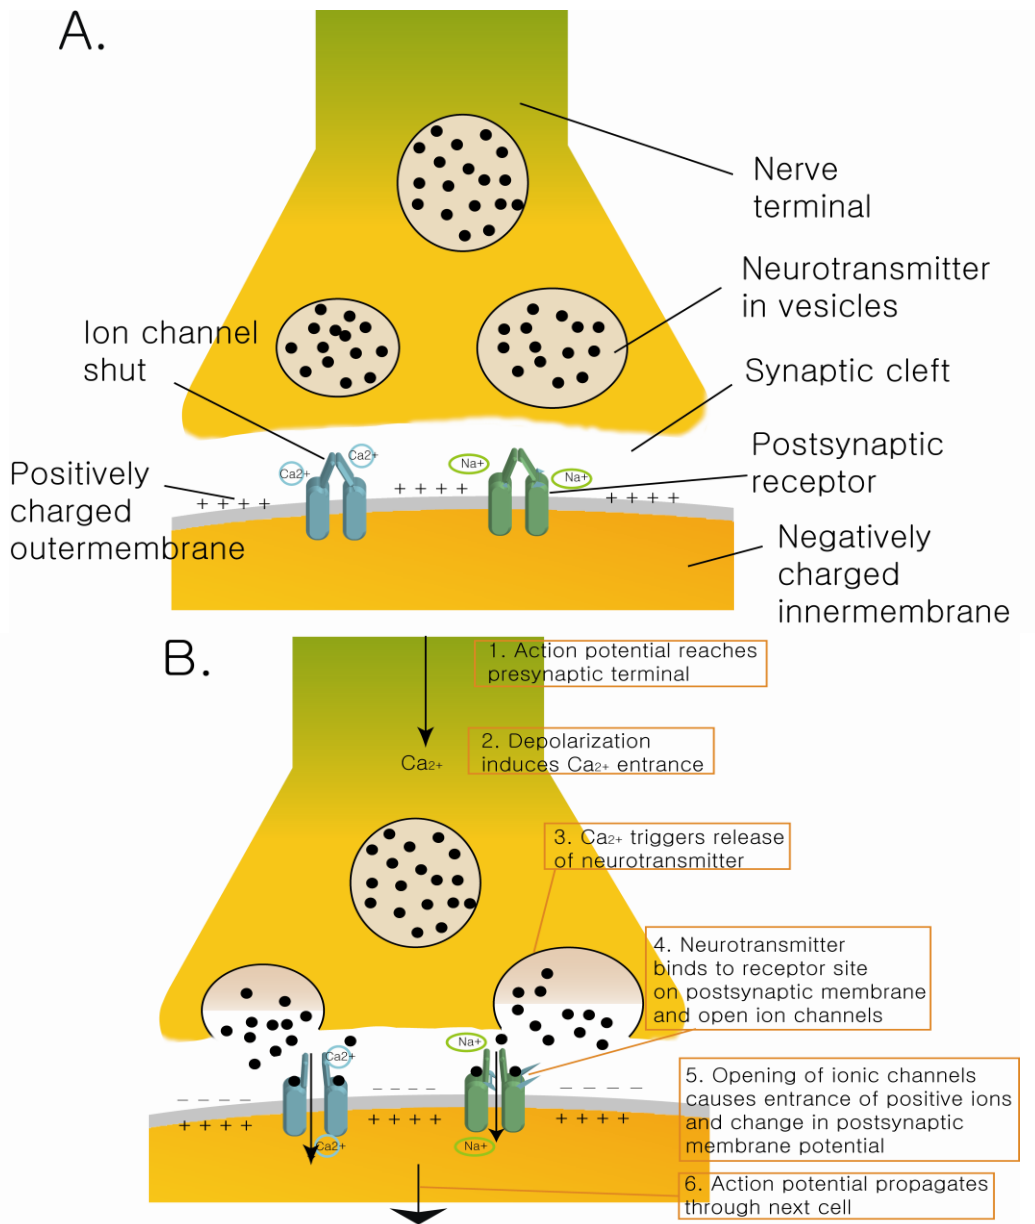 A.
Nerve
terminal
Neurotransmitter
in vesicles
Ion channel
shut
Synaptic cleft
Ca2+
Ca2+
Na+
Na+
Postsynaptic
receptor
Positively
charged
outermembrane
+ + + +
+ + + +
+ + + +
Negatively
charged
innermembrane
B.
1. Action potential reaches
presynaptic terminal
2. Depolarization
induces Ca2+ entrance
Ca2+
3. Ca2+ triggers release
of neurotransmitter
4. Neurotransmitter
binds to receptor site
on postsynaptic membrane
and open ion channels
Ca2+
Na+
5. Opening of ionic channels
causes entrance of positive ions
and change in postsynaptic
membrane potential
_ _ _ _
_ _ _ _
_ _ _ _
+ + + +
+ + + +
+ + + +
Ca2+
Na+
6. Action potential propagates
through next cell